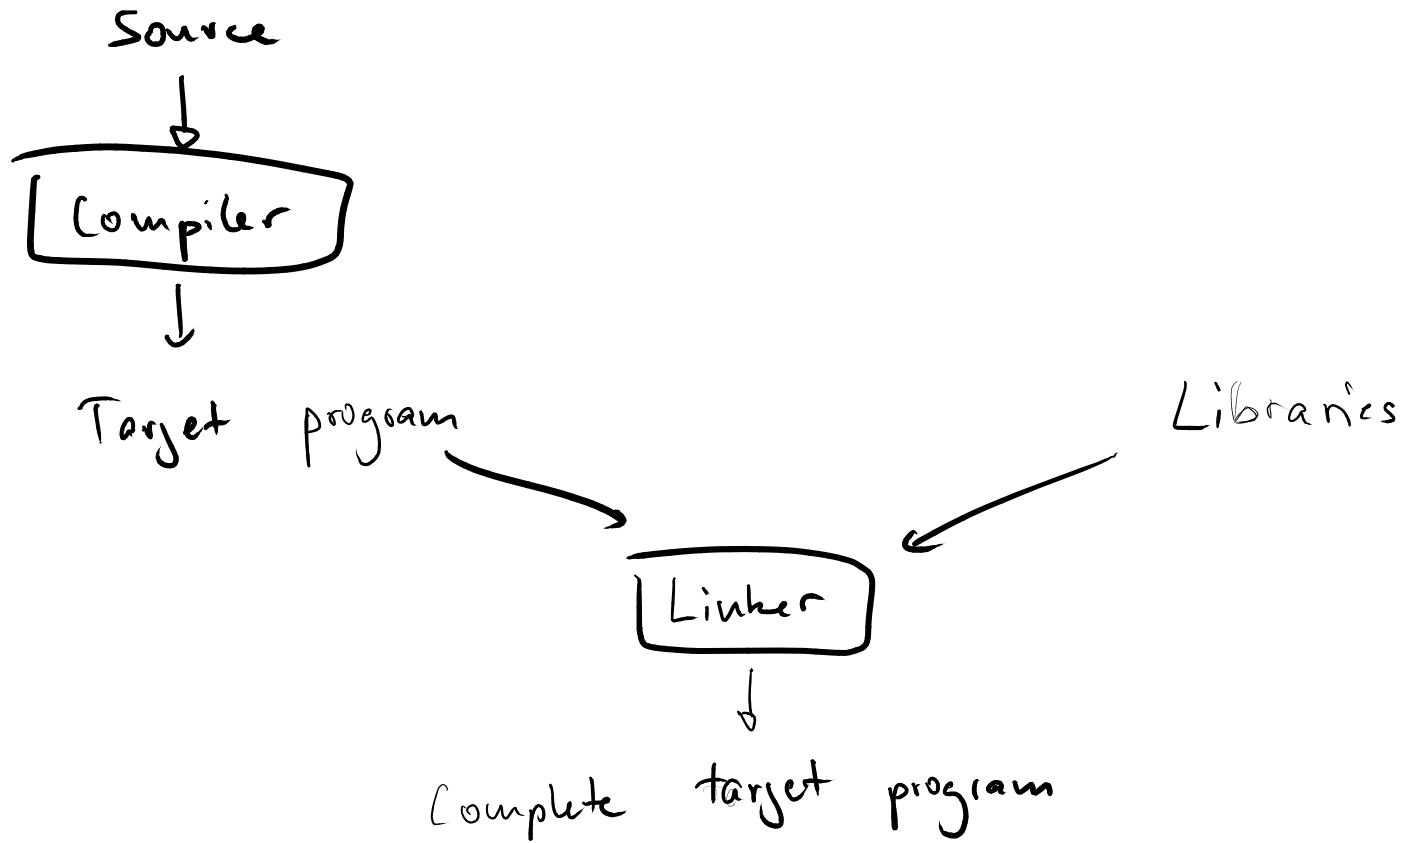 Source
Compiler
Target program
Libraries
Linker
Complete target program